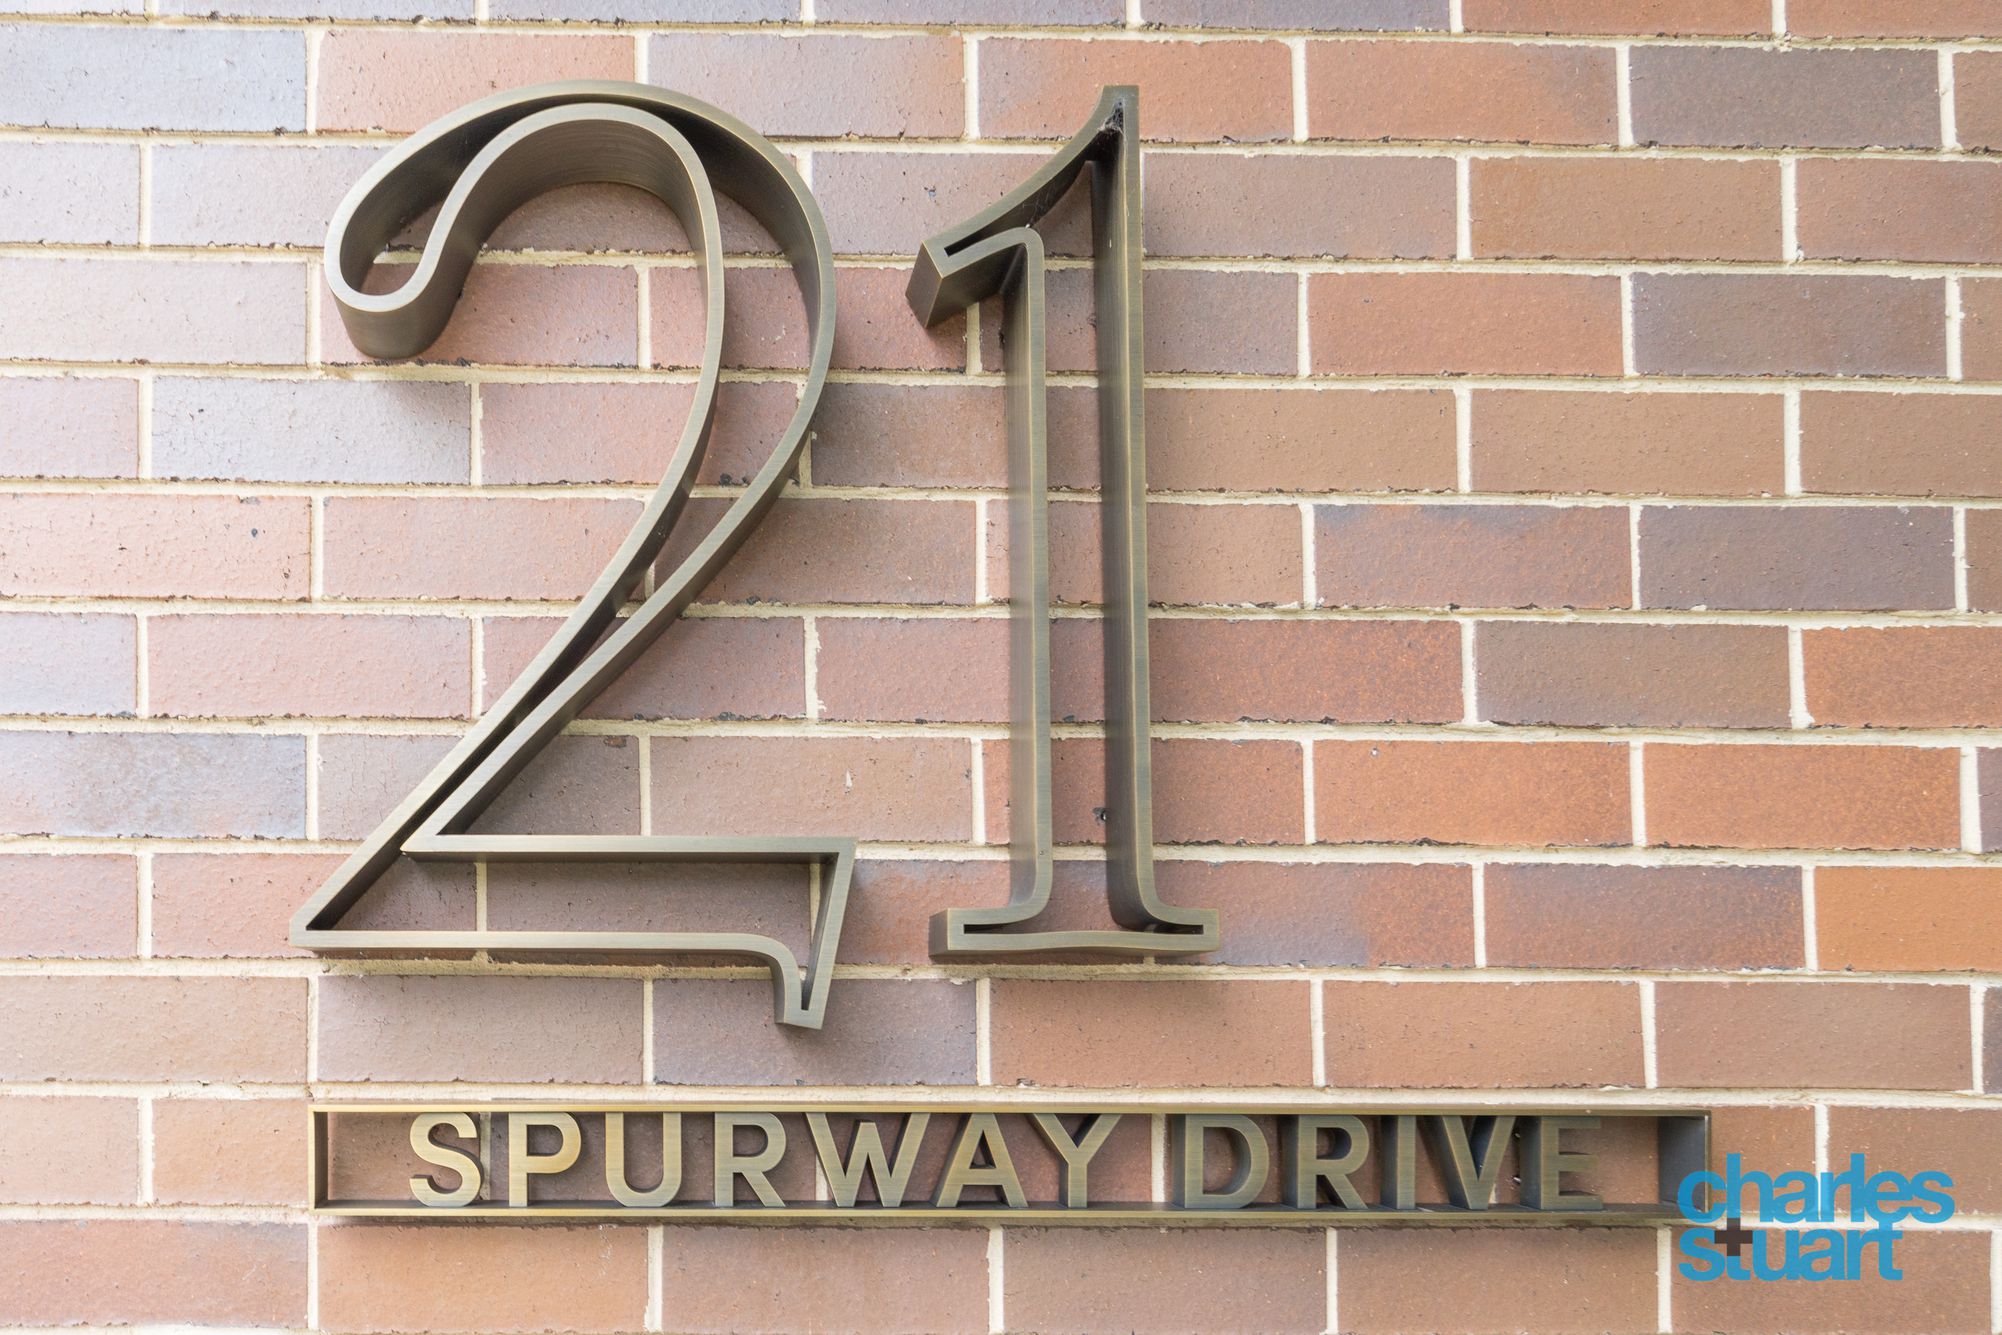 21
SPURWAY DRIVE
charles
+stuart